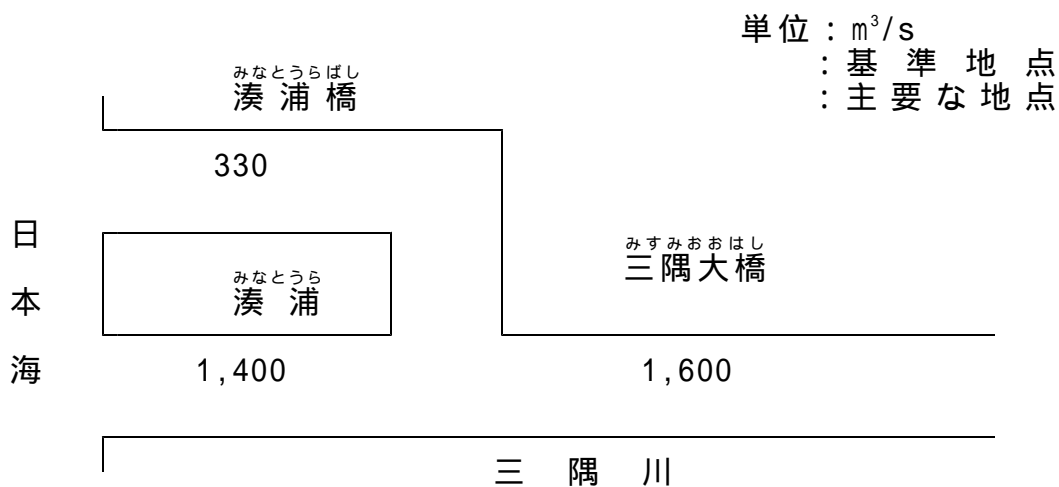 単位：m³/s
：基準地点
：主要な地点
みなとうらばし
湊浦橋
330
日本海
みすみおおはし
三隅大橋
みなとうら
湊浦
1,400
1,600
三隅川